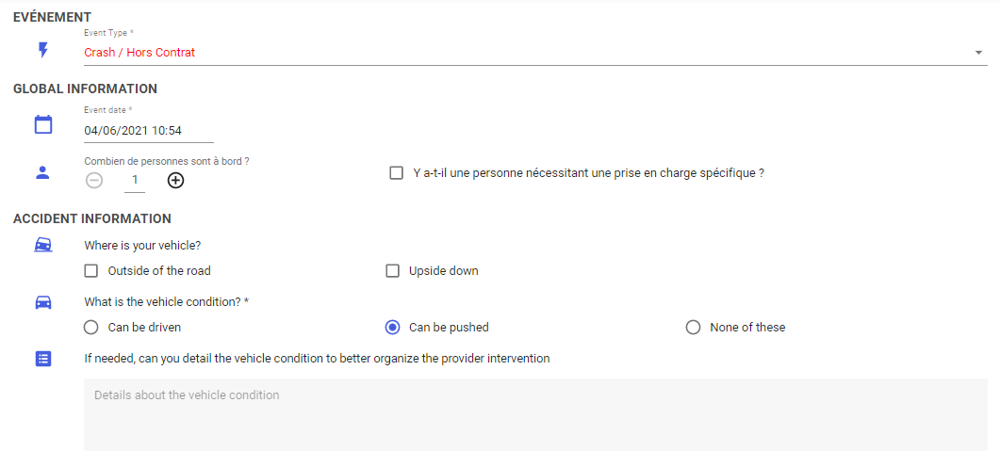 EVÉNEMENT
Event Type *
Crash / Hors Contrat
GLOBAL INFORMATION
Event date *
04/06/2021 10:54
Combien de personnes sont à bord ?
1
Y a-t-il une personne nécessitant une prise en charge spécifique ?
ACCIDENT INFORMATION
Where is your vehicle?
Outside of the road
Upside down
What is the vehicle condition? *
Can be driven
Can be pushed
None of these
If needed, can you detail the vehicle condition to better organize the provider intervention
Details about the vehicle condition